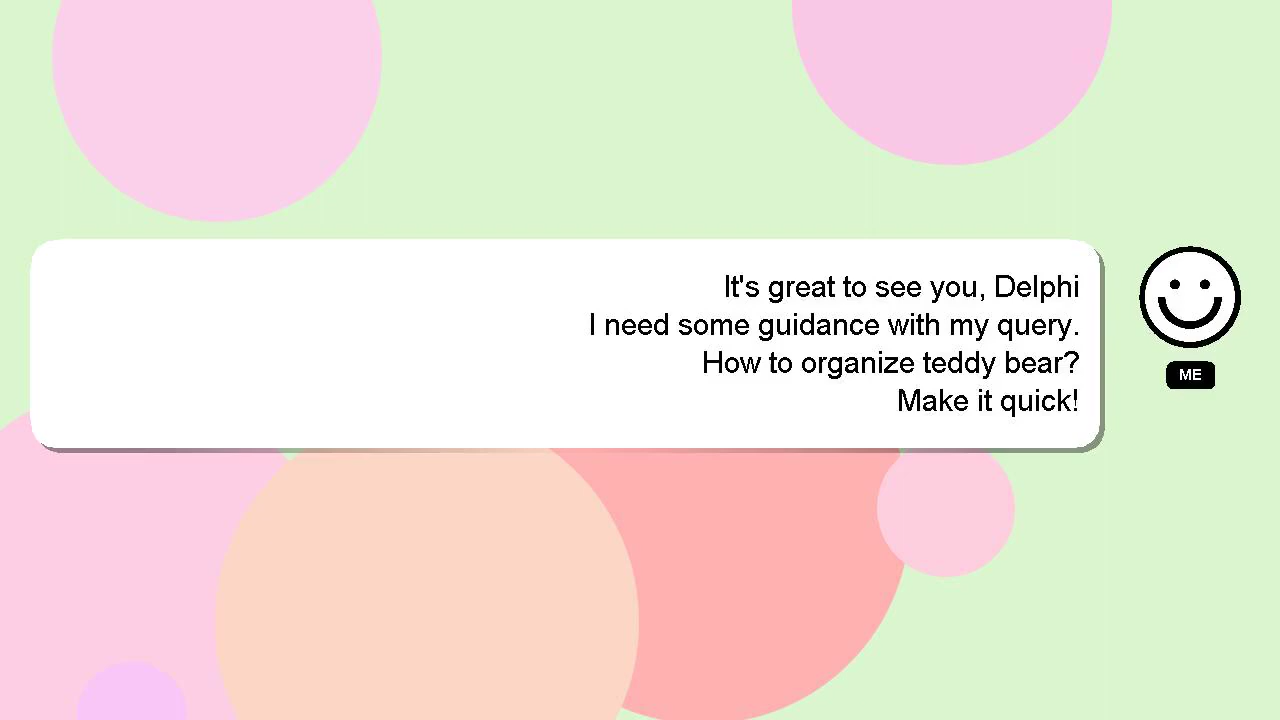 It's great to see you, Delphi
I need some guidance with my query.
How to organize teddy bear?
Make it quick!
ME